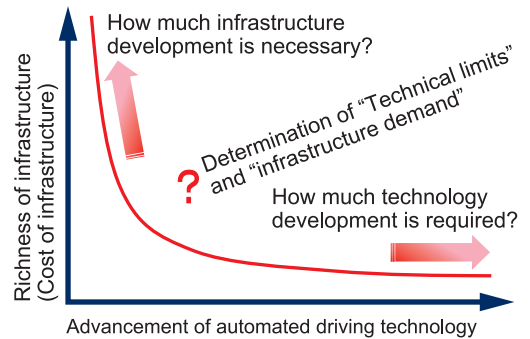 How much infrastructure
development is necessary?
Determination of “Technical limits”
and “infrastructure demand”
?
How much technology
development is required?
Richness of infrastructure
(Cost of infrastructure)
Advancement of automated driving technology